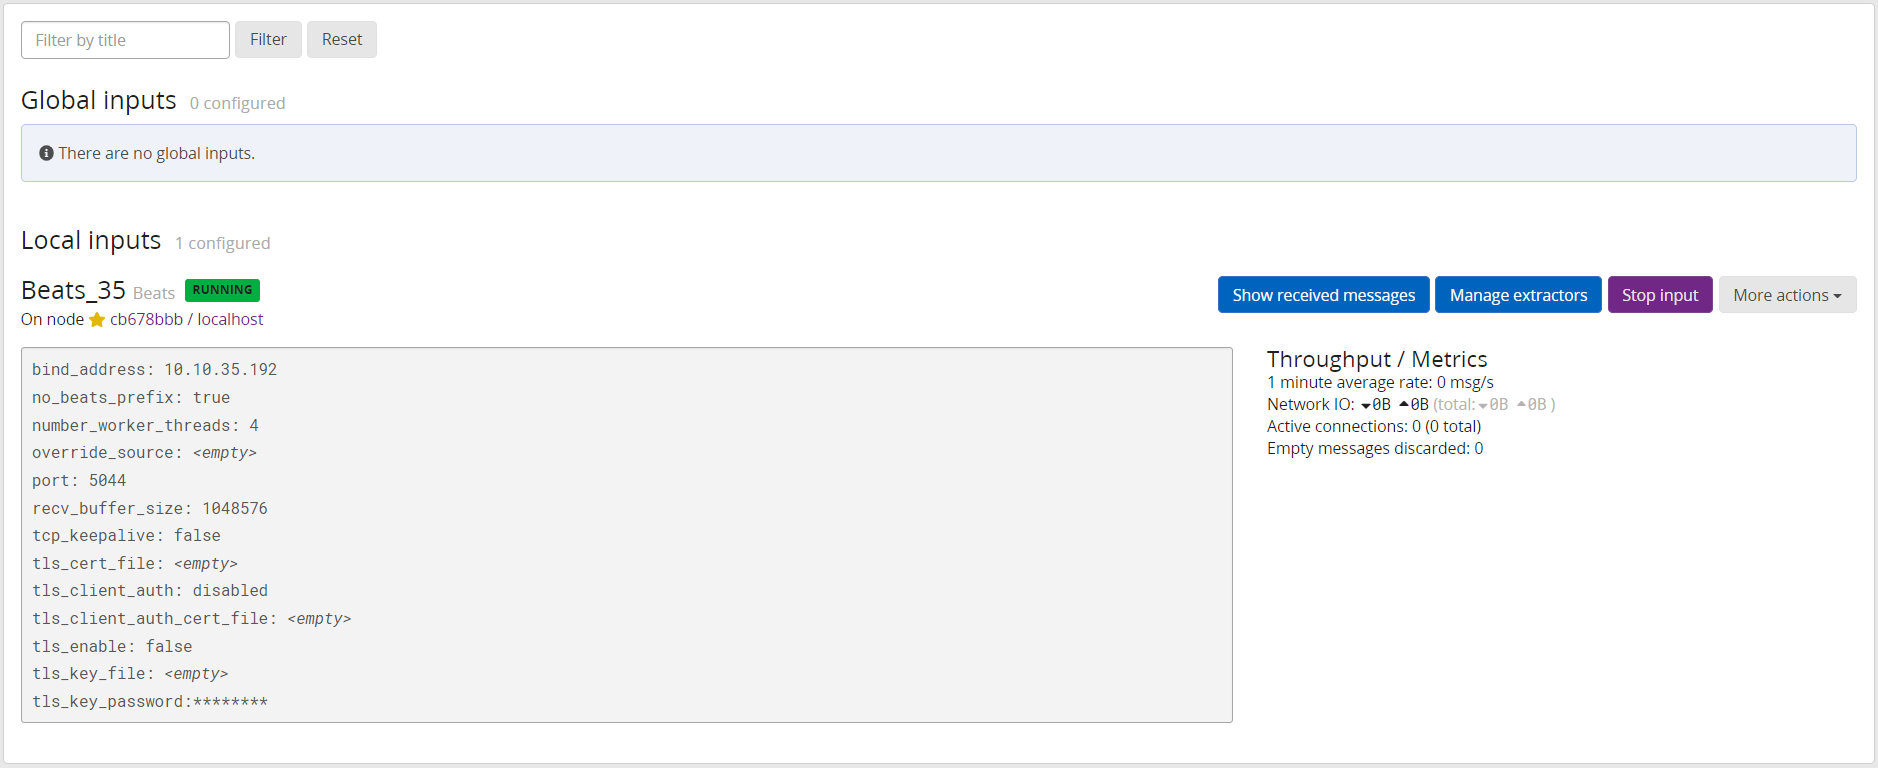 Filter by title Filter Reset
Global inputs 0 configured
There are no global inputs.
Local inputs 1 configured
Beats_35 Beats RUNNING
On node cb678bbb / localhost
Show received messages Manage extractors Stop input More actions
bind_address: 10.10.35.192
no_beats_prefix: true
number_worker_threads: 4
override_source: <empty>
port: 5044
recv_buffer_size: 1048576
tcp_keepalive: false
tls_cert_file: <empty>
tls_client_auth: disabled
tls_client_auth_cert_file: <empty>
tls_enable: false
tls_key_file: <empty>
tls_key_password:********
Throughput / Metrics
1 minute average rate: 0 msg/s
Network IO: 0B 0B (total: 0B 0B )
Active connections: 0 (0 total)
Empty messages discarded: 0